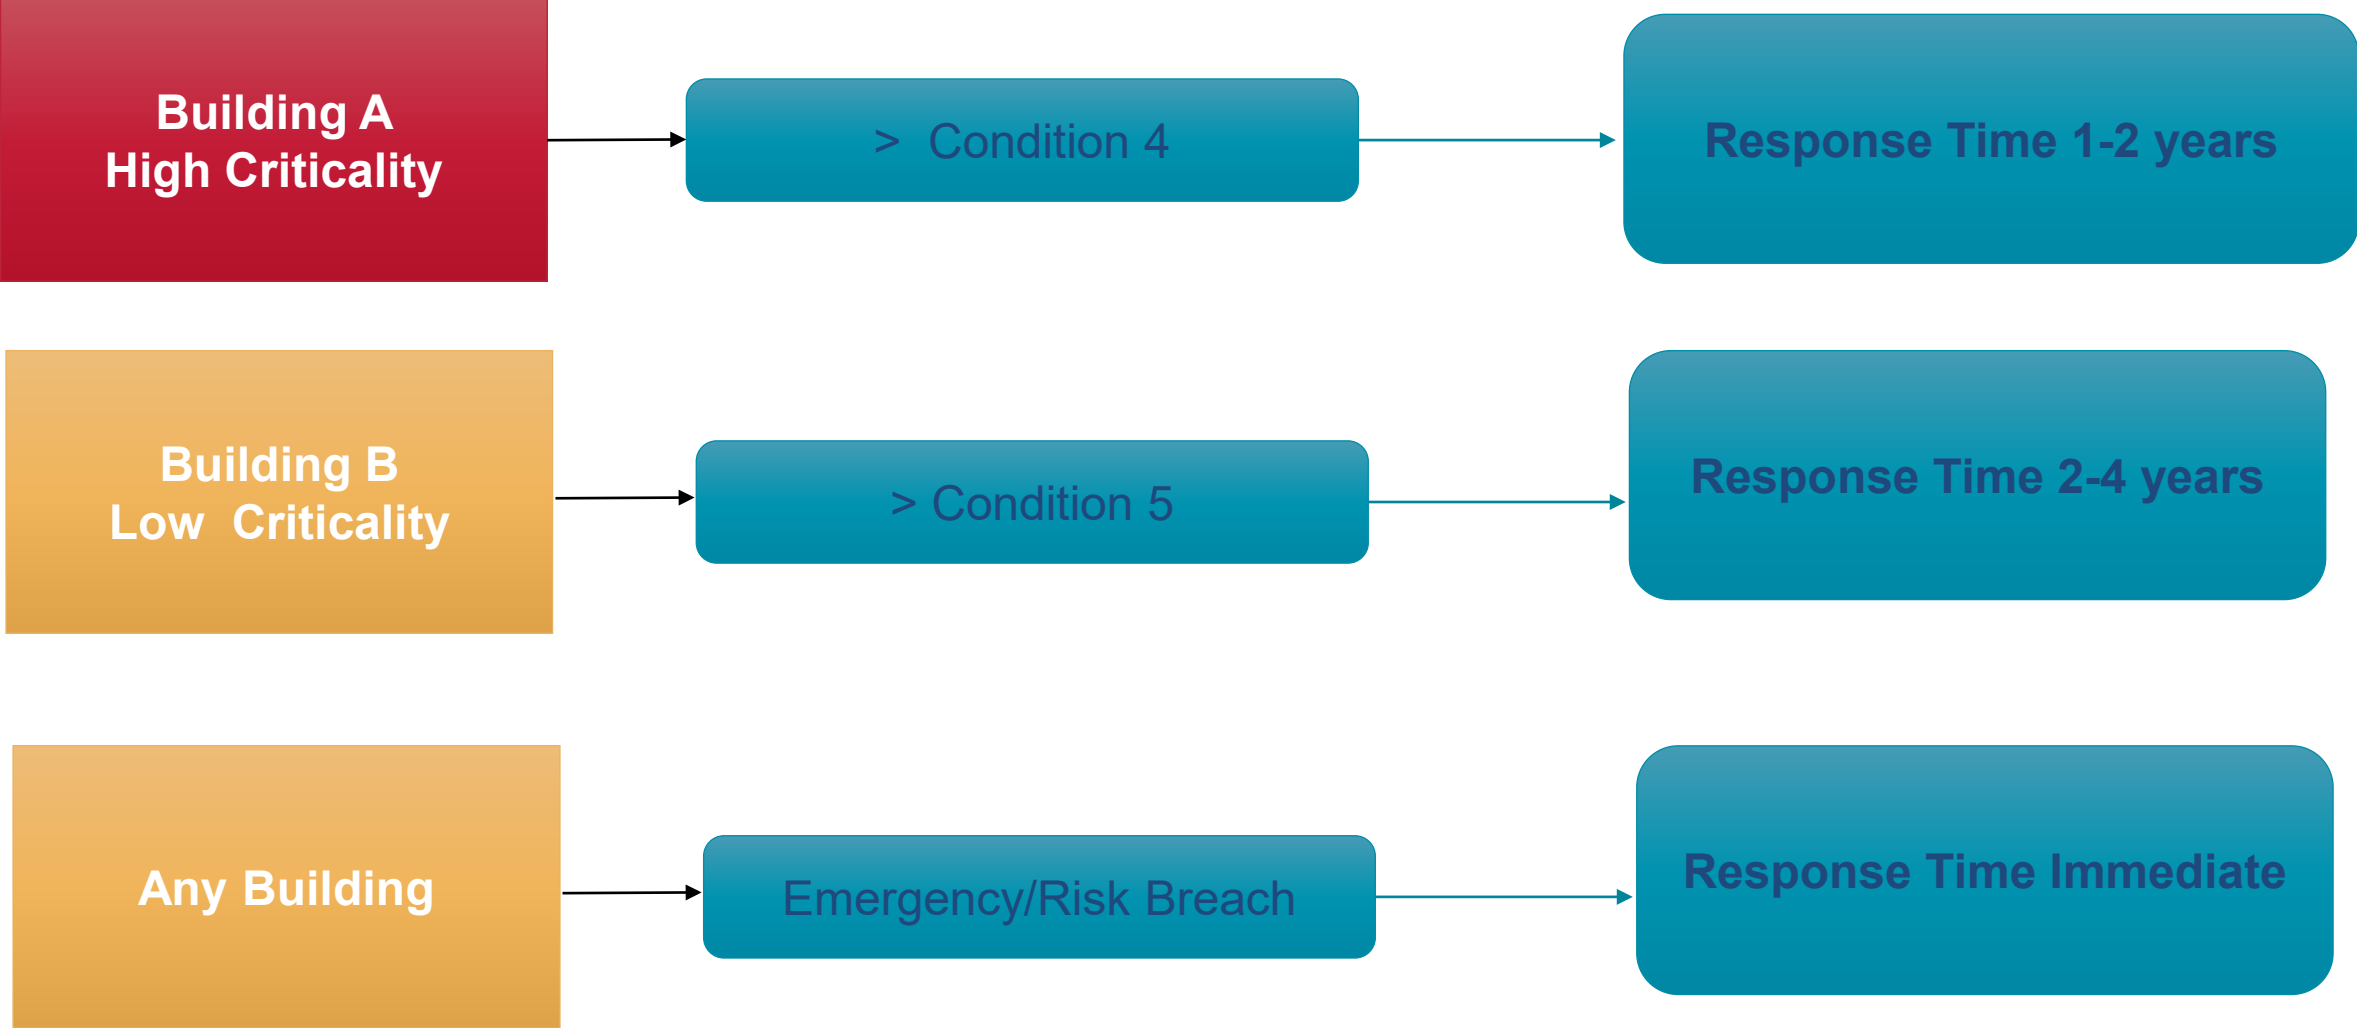 Building A
High Criticality
> Condition 4
Response Time 1-2 years
Building B
Low Criticality
> Condition 5
Response Time 2-4 years
Any Building
Emergency/Risk Breach
Response Time Immediate